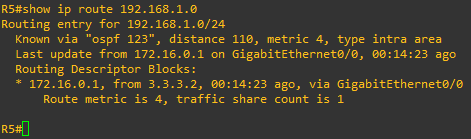 R5#show ip route 192.168.1.0
Routing entry for 192.168.1.0/24
Known via "ospf 123", distance 110, metric 4, type intra area
Last update from 172.16.0.1 on GigabitEthernet0/0, 00:14:23 ago
Routing Descriptor Blocks:
* 172.16.0.1, from 3.3.3.2, 00:14:23 ago, via GigabitEthernet0/0
Route metric is 4, traffic share count is 1
R5#